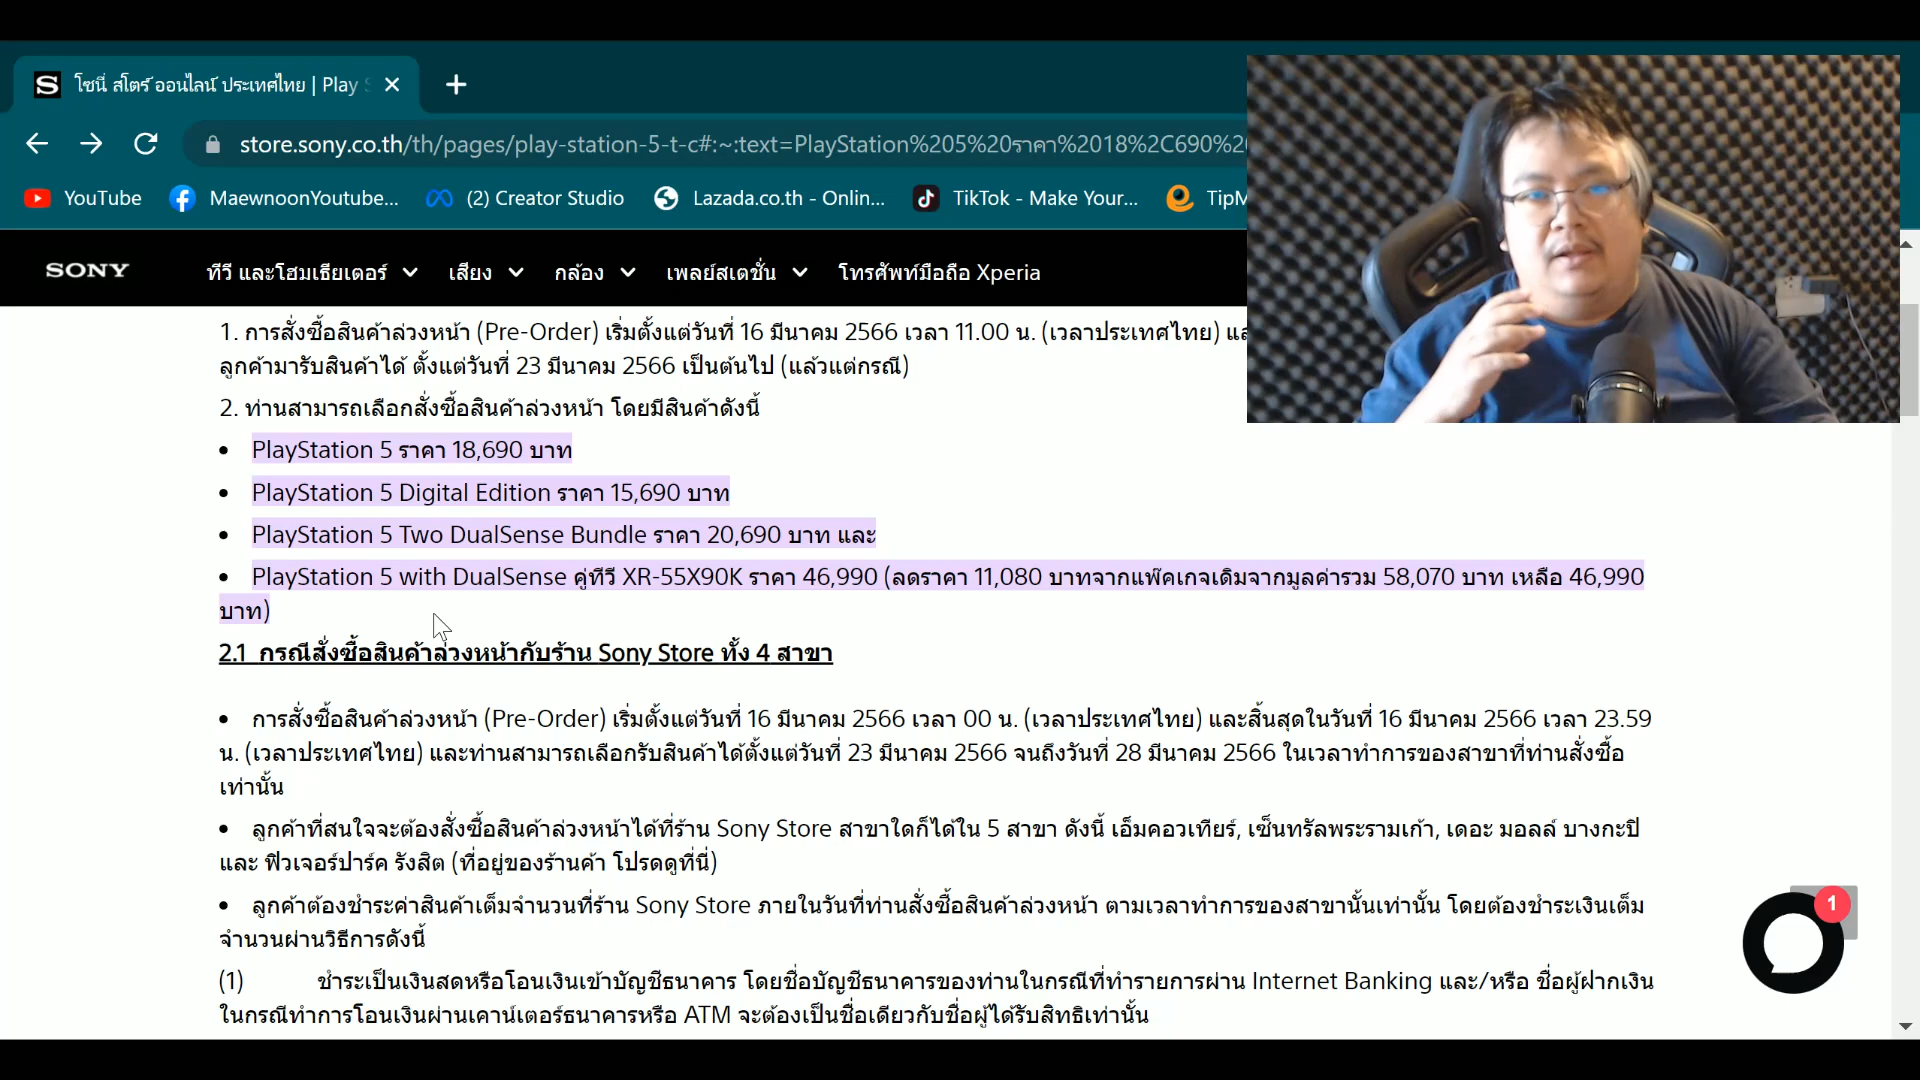 โซนี่ สโตร์ ออนไลน์ ประเทศไทย | Play
store.sony.co.th/th/pages/play-station-5-t-c#:~:text=PlayStation%205%20ราคา%2018%2C690%20
YouTube MaewnoonYoutube... (2) Creator Studio Lazada.co.th - Onlin... TikTok - Make Your... TipM
SONY ทีวี และโฮมเธียเตอร์ เสียง กล้อง เพลย์สเตชั่น โทรศัพท์มือถือ Xperia
1. การสั่งซื้อสินค้าล่วงหน้า (Pre-Order) เริ่มตั้งแต่วันที่ 16 มีนาคม 2566 เวลา 11.00 น. (เวลาประเทศไทย)
ลูกค้ามารับสินค้าได้ ตั้งแต่วันที่ 23 มีนาคม 2566 เป็นต้นไป (แล้วแต่กรณี)
2. ท่านสามารถเลือกสั่งซื้อสินค้าล่วงหน้า โดยมีสินค้าดังนี้
• PlayStation 5 ราคา 18,690 บาท
• PlayStation 5 Digital Edition ราคา 15,690 บาท
• PlayStation 5 Two DualSense Bundle ราคา 20,690 บาท และ
• PlayStation 5 with DualSense คู่ทีวี XR-55X90K ราคา 46,990 (ลดราคา 11,080 บาทจากแพ๊คเกจเดิมจากมูลค่ารวม 58,070 บาท เหลือ 46,990
บาท)
2.1 กรณีสั่งซื้อสินค้าล่วงหน้ากับร้าน Sony Store ทั้ง 4 สาขา
• การสั่งซื้อสินค้าล่วงหน้า (Pre-Order) เริ่มตั้งแต่วันที่ 16 มีนาคม 2566 เวลา 00 น. (เวลาประเทศไทย) และสิ้นสุดในวันที่ 16 มีนาคม 2566 เวลา 23.59
น. (เวลาประเทศไทย) และท่านสามารถเลือกรับสินค้าได้ตั้งแต่วันที่ 23 มีนาคม 2566 จนถึงวันที่ 28 มีนาคม 2566 ในเวลาทำการของสาขาที่ท่านสั่งซื้อ
เท่านั้น
• ลูกค้าที่สนใจจะต้องสั่งซื้อสินค้าล่วงหน้าได้ที่ร้าน Sony Store สาขาใดก็ได้ใน 5 สาขา ดังนี้ เอ็มควอเทียร์, เซ็นทรัลพระรามเก้า, เดอะ มอลล์ บางกะปิ
และ ฟิวเจอร์ปาร์ค รังสิต (ที่อยู่ของร้านค้า โปรดดูที่นี่)
• ลูกค้าต้องชำระค่าสินค้าเต็มจำนวนที่ร้าน Sony Store ภายในวันที่ท่านสั่งซื้อสินค้าล่วงหน้า ตามเวลาทำการของสาขานั้นเท่านั้น โดยต้องชำระเงินเต็ม
จำนวนผ่านวิธีการดังนี้
(1) ชำระเป็นเงินสดหรือโอนเงินเข้าบัญชีธนาคาร โดยชื่อบัญชีธนาคารของท่านในกรณีที่ทำรายการผ่าน Internet Banking และ/หรือ ชื่อผู้ฝากเงิน
ในกรณีทำการโอนเงินผ่านเคาน์เตอร์ธนาคารหรือ ATM จะต้องเป็นชื่อเดียวกับชื่อผู้ได้รับสิทธิเท่านั้น
1